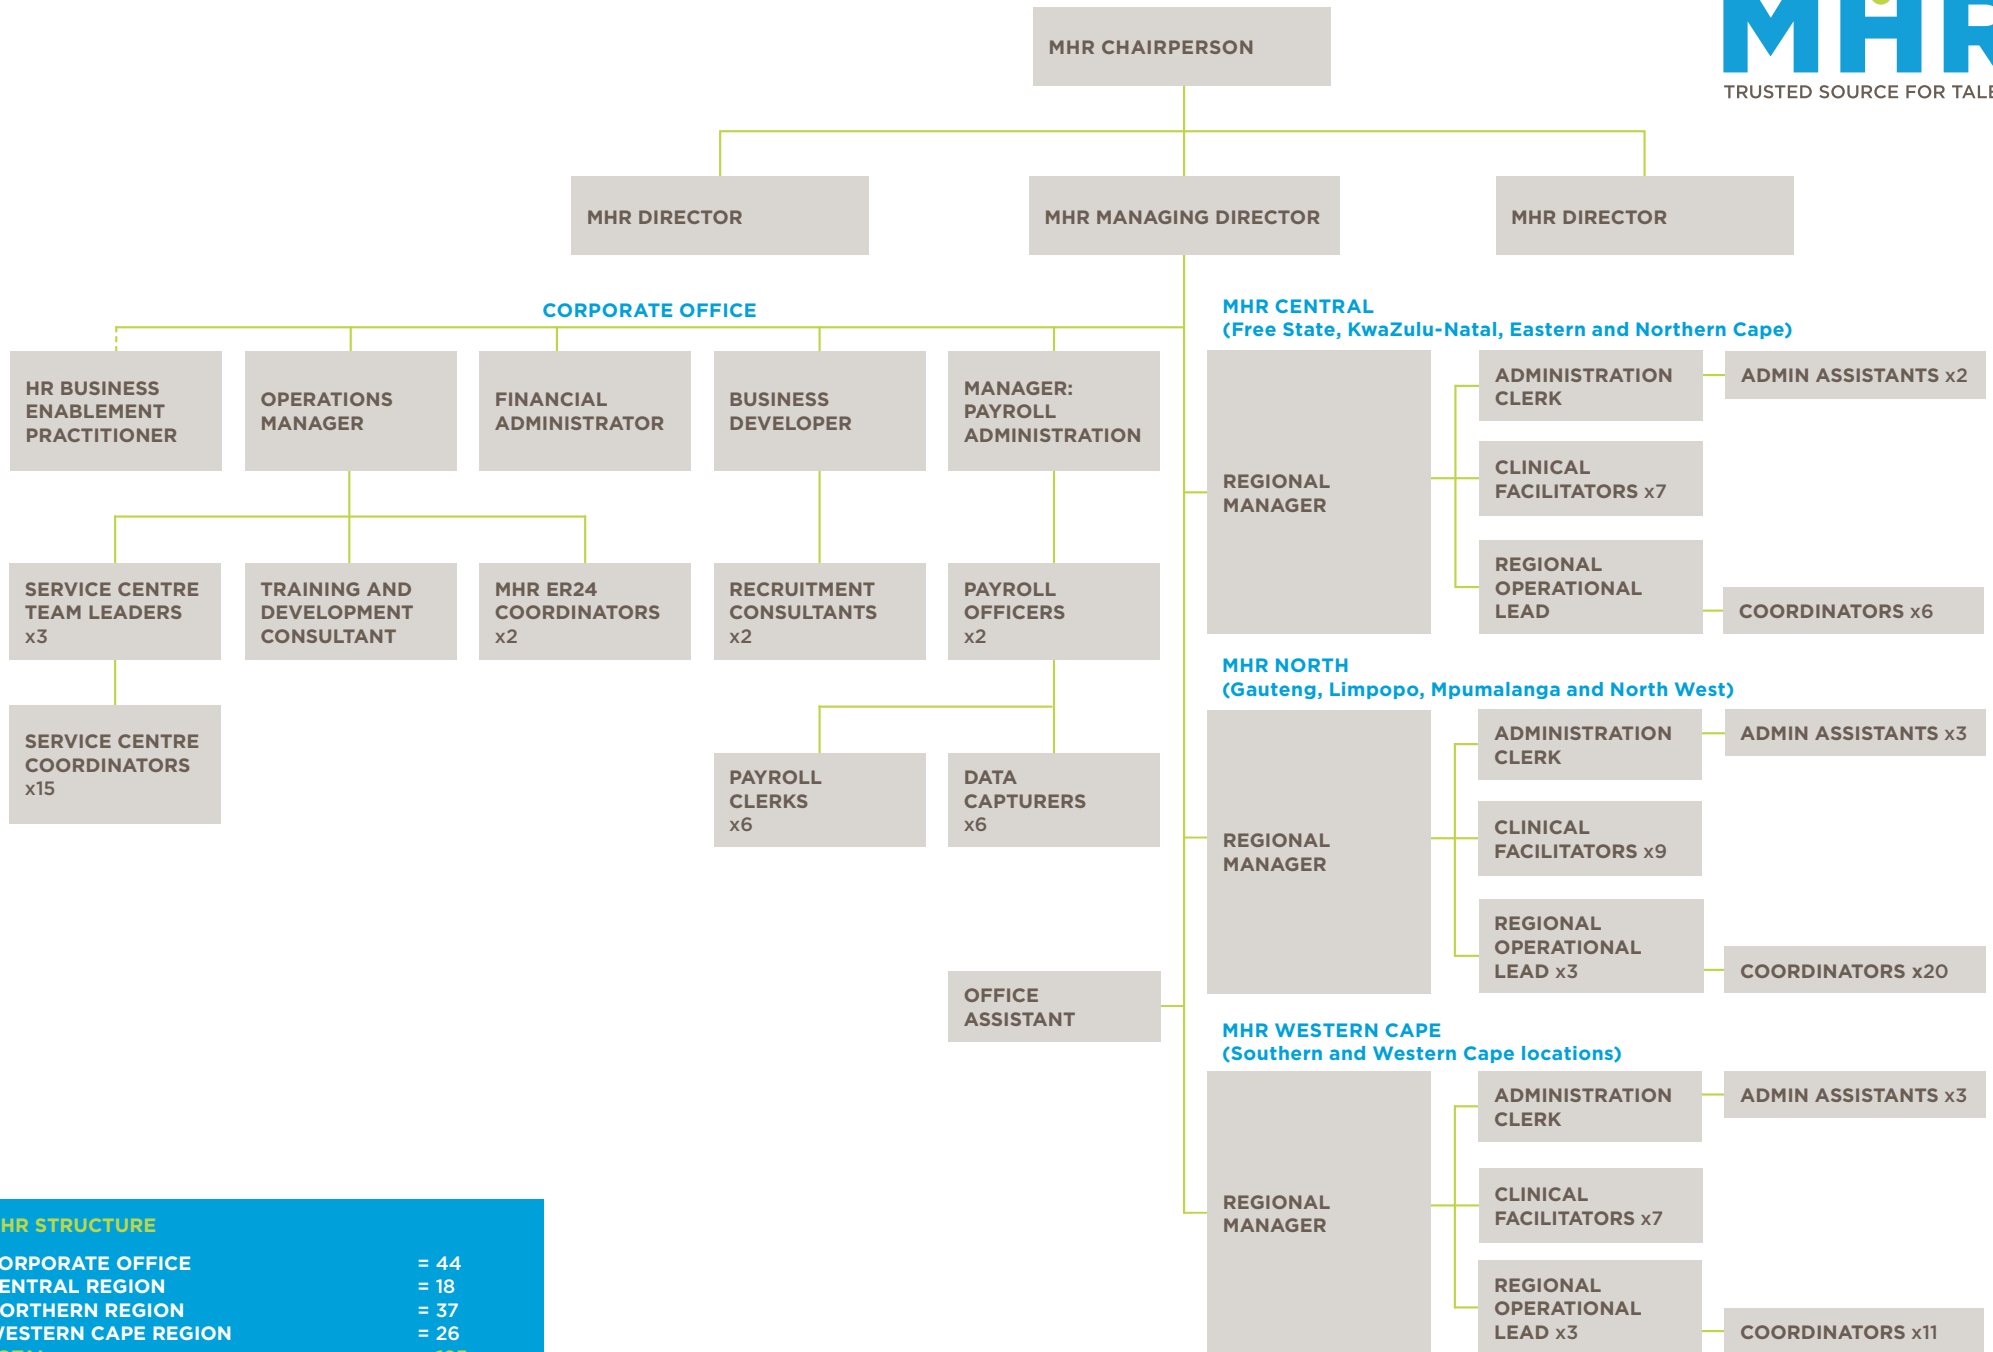 MHR
TRUSTED SOURCE FOR TALE
MHR CHAIRPERSON
MHR DIRECTOR
MHR MANAGING DIRECTOR
MHR DIRECTOR
CORPORATE OFFICE
HR BUSINESS
ENABLEMENT
PRACTITIONER
OPERATIONS
MANAGER
FINANCIAL
ADMINISTRATOR
BUSINESS
DEVELOPER
MANAGER:
PAYROLL
ADMINISTRATION
SERVICE CENTRE
TEAM LEADERS
x3
TRAINING AND
DEVELOPMENT
CONSULTANT
MHR ER24
COORDINATORS
x2
RECRUITMENT
CONSULTANTS
x2
PAYROLL
OFFICERS
x2
SERVICE CENTRE
COORDINATORS
x15
PAYROLL
CLERKS
x6
DATA
CAPTURERS
x6
OFFICE
ASSISTANT
MHR CENTRAL
(Free State, KwaZulu-Natal, Eastern and Northern Cape)
REGIONAL
MANAGER
ADMINISTRATION
CLERK
ADMIN ASSISTANTS x2
CLINICAL
FACILITATORS x7
REGIONAL
OPERATIONAL
LEAD
COORDINATORS x6
MHR NORTH
(Gauteng, Limpopo, Mpumalanga and North West)
REGIONAL
MANAGER
ADMINISTRATION
CLERK
ADMIN ASSISTANTS x3
CLINICAL
FACILITATORS x9
REGIONAL
OPERATIONAL
LEAD x3
COORDINATORS x20
MHR WESTERN CAPE
(Southern and Western Cape locations)
REGIONAL
MANAGER
ADMINISTRATION
CLERK
ADMIN ASSISTANTS x3
CLINICAL
FACILITATORS x7
REGIONAL
OPERATIONAL
LEAD x3
COORDINATORS x11
HR STRUCTURE
ORPORATE OFFICE = 44
ENTRAL REGION = 18
ORTHERN REGION = 37
WESTERN CAPE REGION = 26